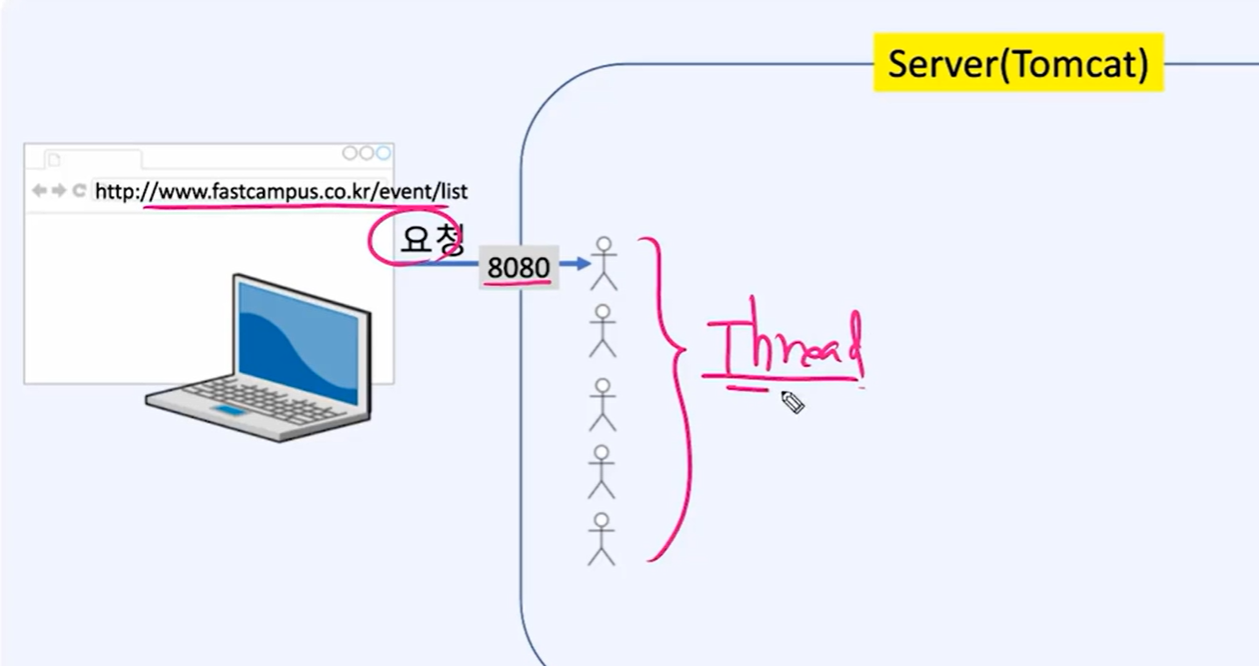 Server(Tomcat)
http://www.fastcampus.co.kr/event/list
요청
8080
Thread